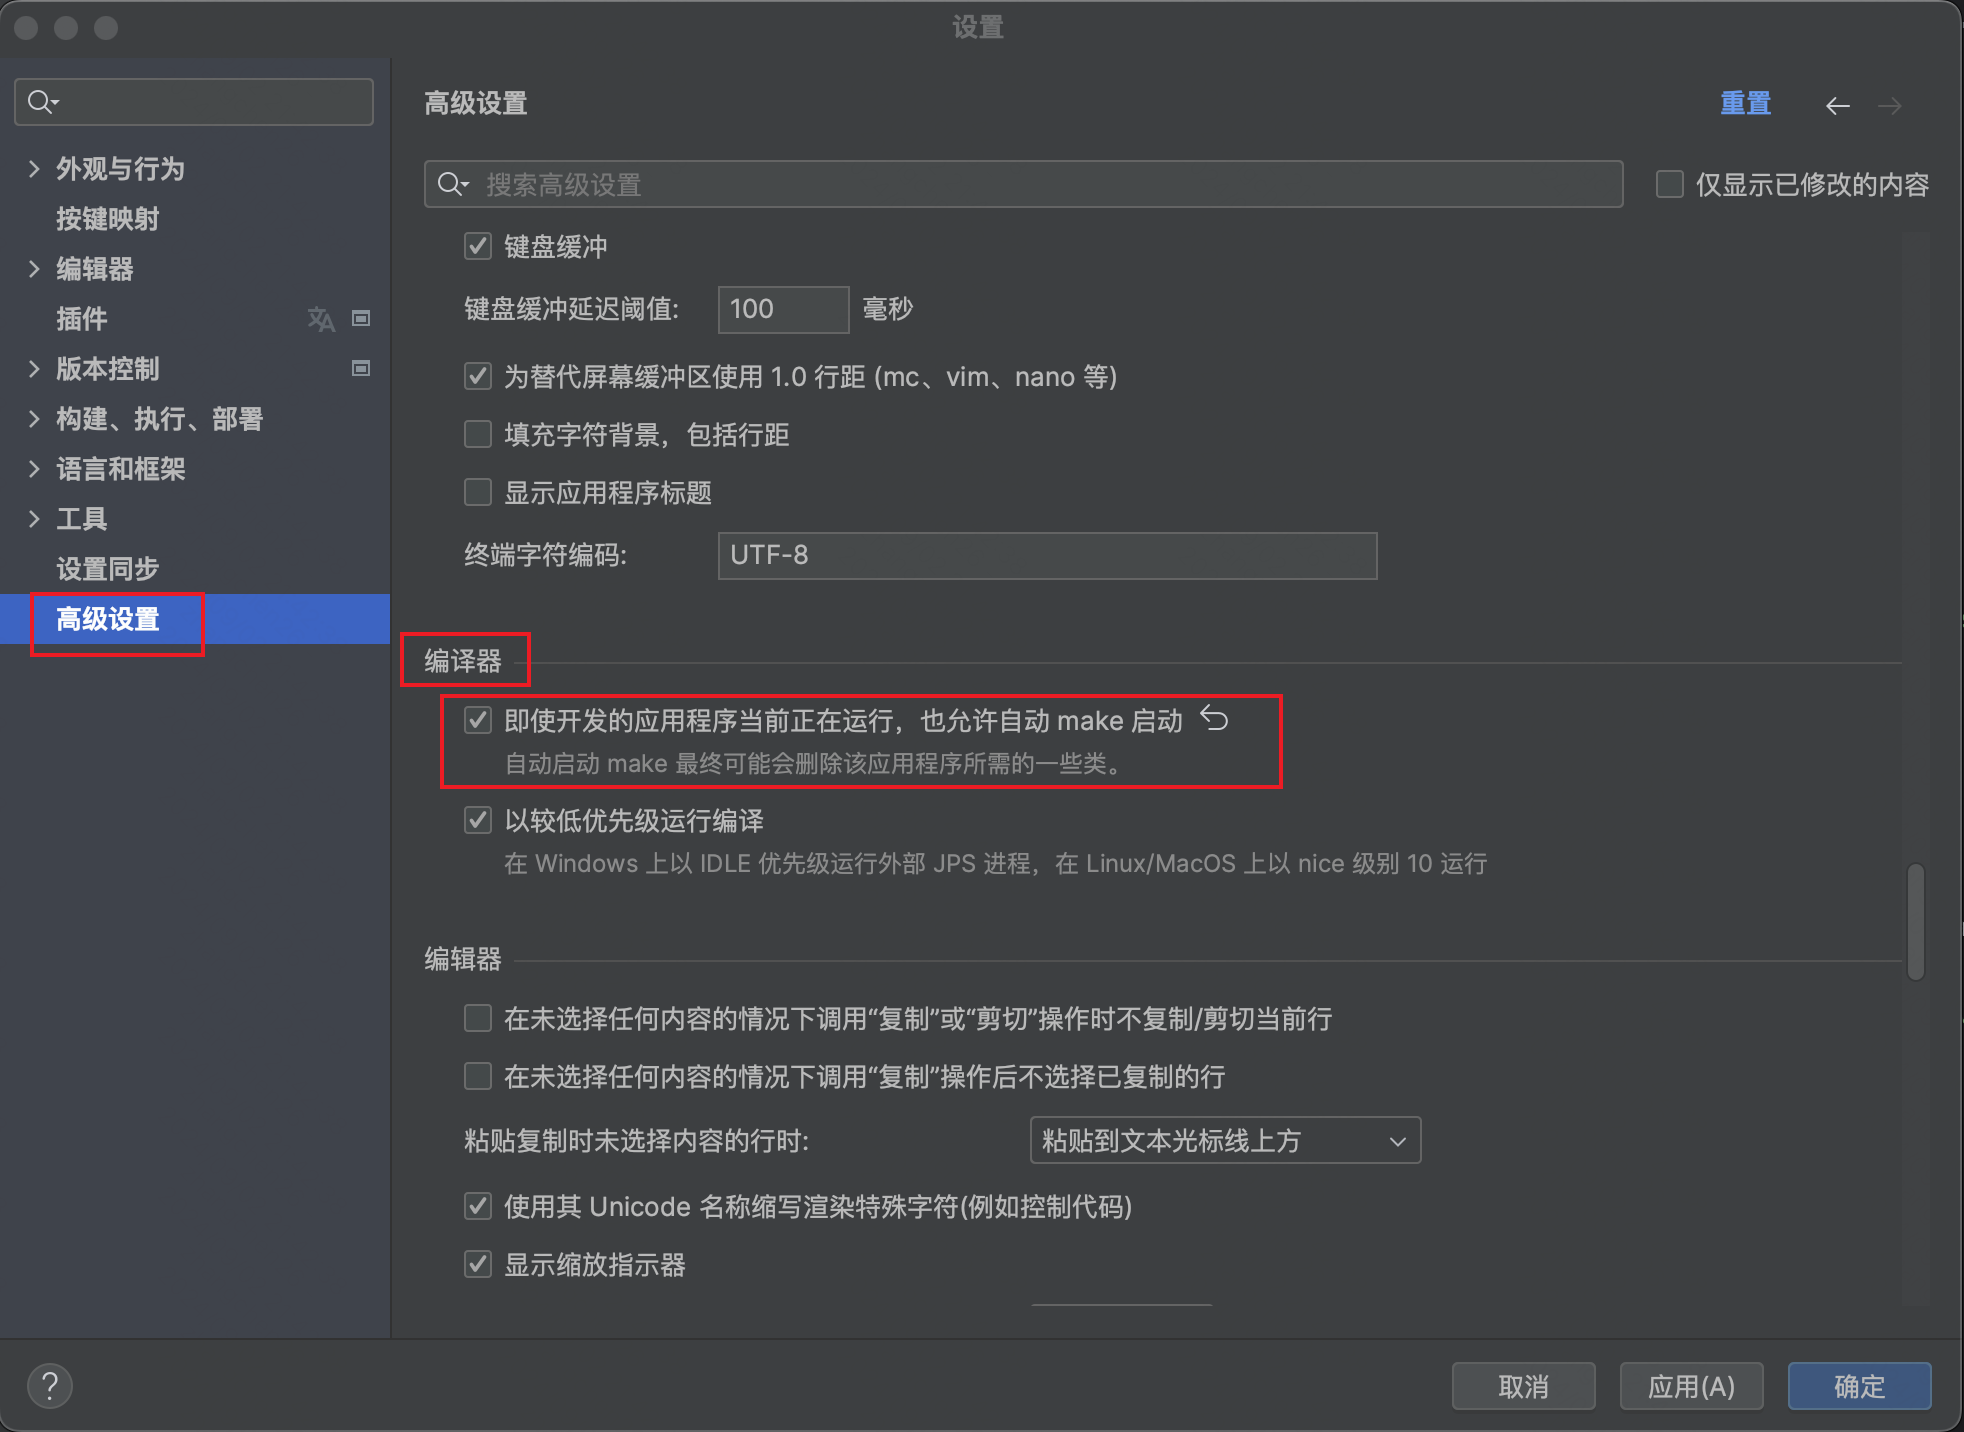 设置
外观与行为
按键映射
编辑器
插件
版本控制
构建、执行、部署
语言和框架
工具
设置同步
高级设置
高级设置
重置
搜索高级设置
仅显示已修改的内容
键盘缓冲
键盘缓冲延迟阈值: 100 毫秒
为替代屏幕缓冲区使用 1.0 行距 (mc、vim、nano 等)
填充字符背景，包括行距
显示应用程序标题
终端字符编码: UTF-8
编译器
即使开发的应用程序当前正在运行，也允许自动 make 启动
自动启动 make 最终可能会删除该应用程序所需的一些类。
以较低优先级运行编译
在 Windows 上以 IDLE 优先级运行外部 JPS 进程，在 Linux/MacOS 上以 nice 级别 10 运行
编辑器
在未选择任何内容的情况下调用“复制”或“剪切”操作时不复制/剪切当前行
在未选择任何内容的情况下调用“复制”操作后不选择已复制的行
粘贴复制时未选择内容的行时: 粘贴到文本光标线上方
使用其 Unicode 名称缩写渲染特殊字符(例如控制代码)
显示缩放指示器
?
取消
应用(A)
确定